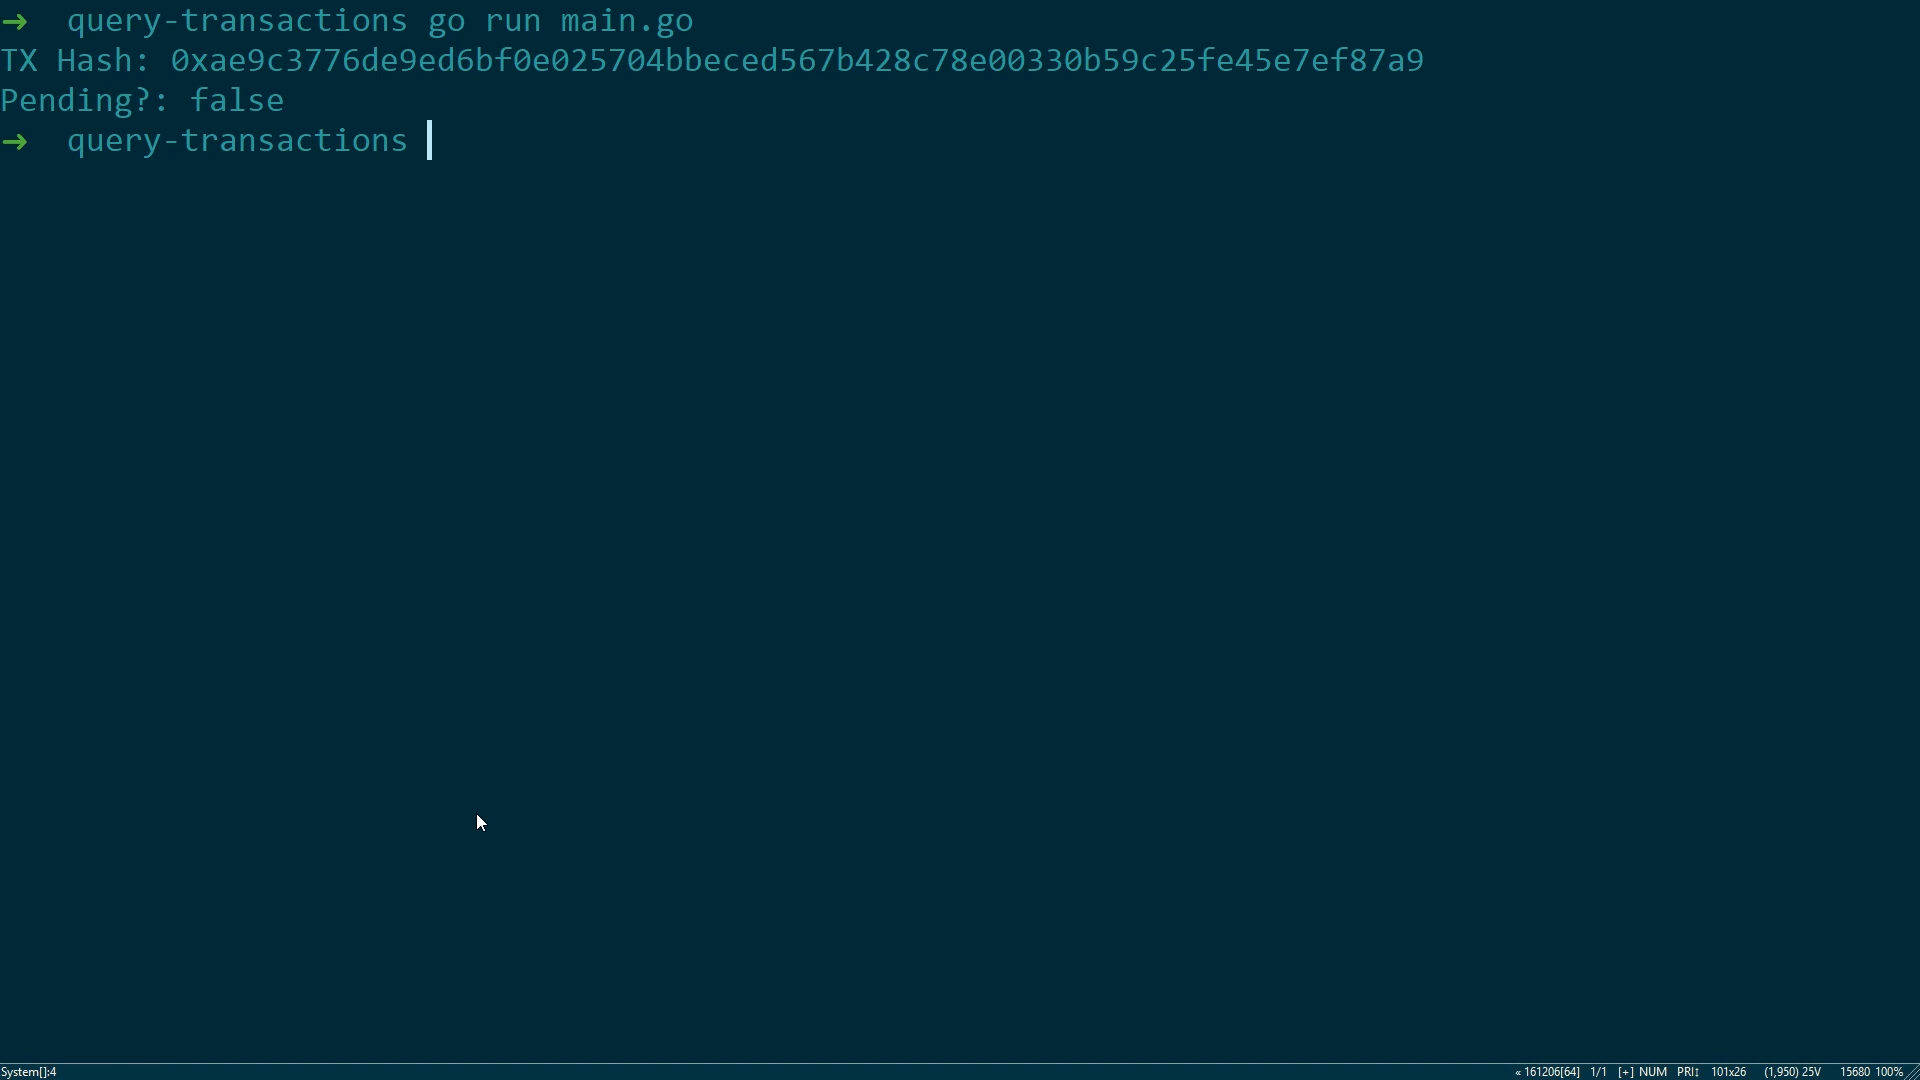 ➜ query-transactions go run main.go
TX Hash: 0xae9c3776de9ed6bf0e025704bbeced567b428c78e00330b59c25fe45e7ef87a9
Pending?: false
➜ query-transactions
System[]:4 « 161206[64] 1/1 [+] NUM PRI↕ 101x26 (1,950) 25V 15680 100%